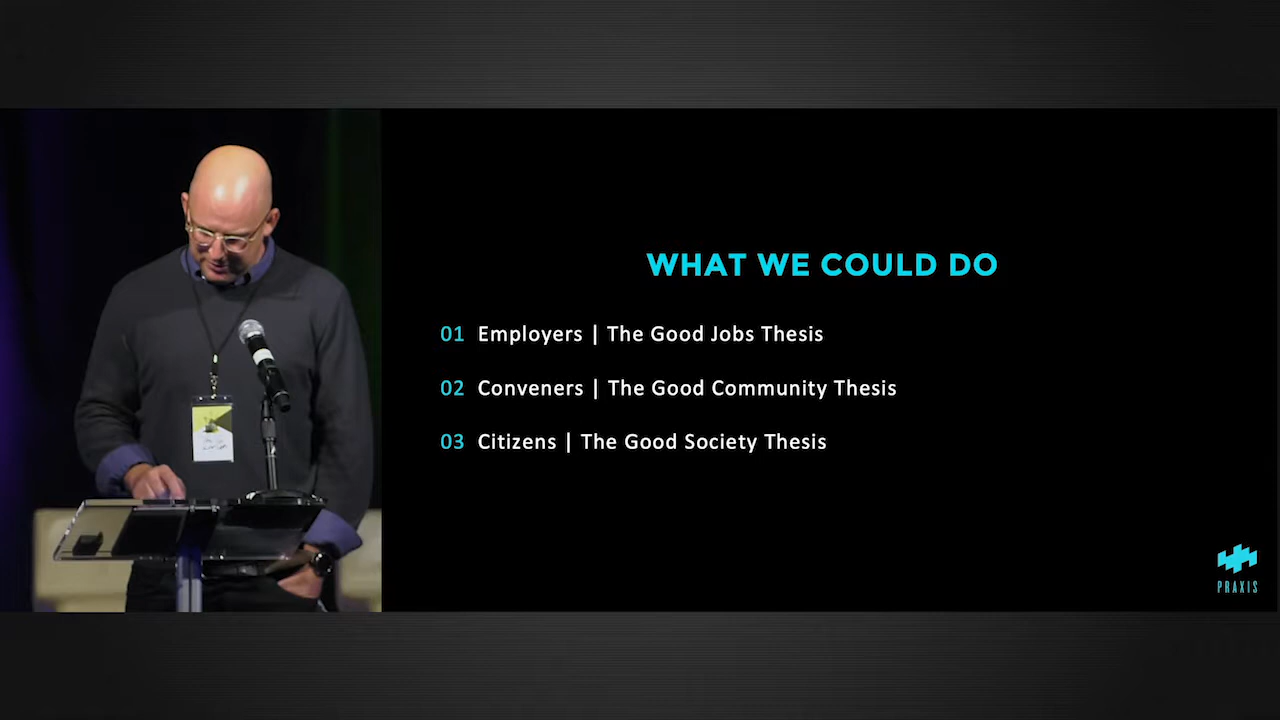 WHAT WE COULD DO
01 Employers | The Good Jobs Thesis
02 Conveners | The Good Community Thesis
03 Citizens | The Good Society Thesis
PRAXIS